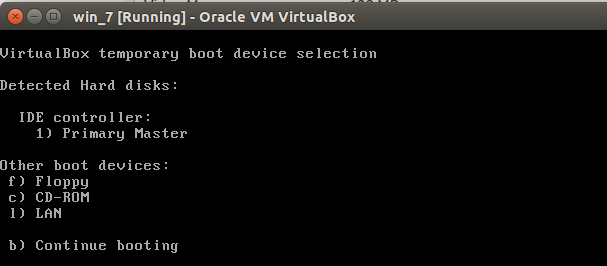 win_7 [Running] - Oracle VM VirtualBox
VirtualBox temporary boot device selection
Detected Hard disks:
IDE controller:
1) Primary Master
Other boot devices:
f) Floppy
c) CD-ROM
l) LAN
b) Continue booting